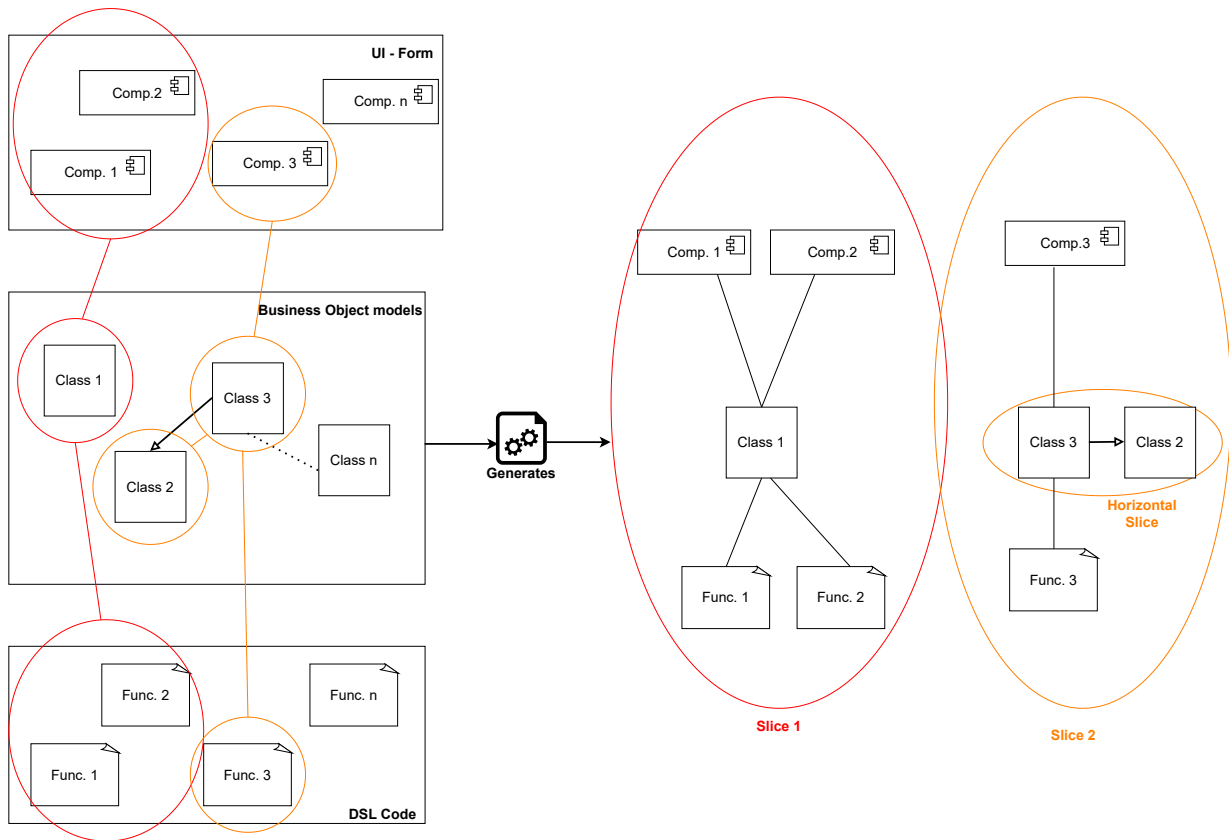 UI - Form
Comp.2
Comp. n
Comp. 1
Comp. 3
Business Object models
Class 1
Class 3
Class 2
Class n
Func. 2
Func. n
Func. 1
Func. 3
DSL Code
Generates
Comp. 1
Comp.2
Class 1
Func. 1
Func. 2
Slice 1
Comp.3
Class 3
Class 2
Horizontal
Slice
Func. 3
Slice 2